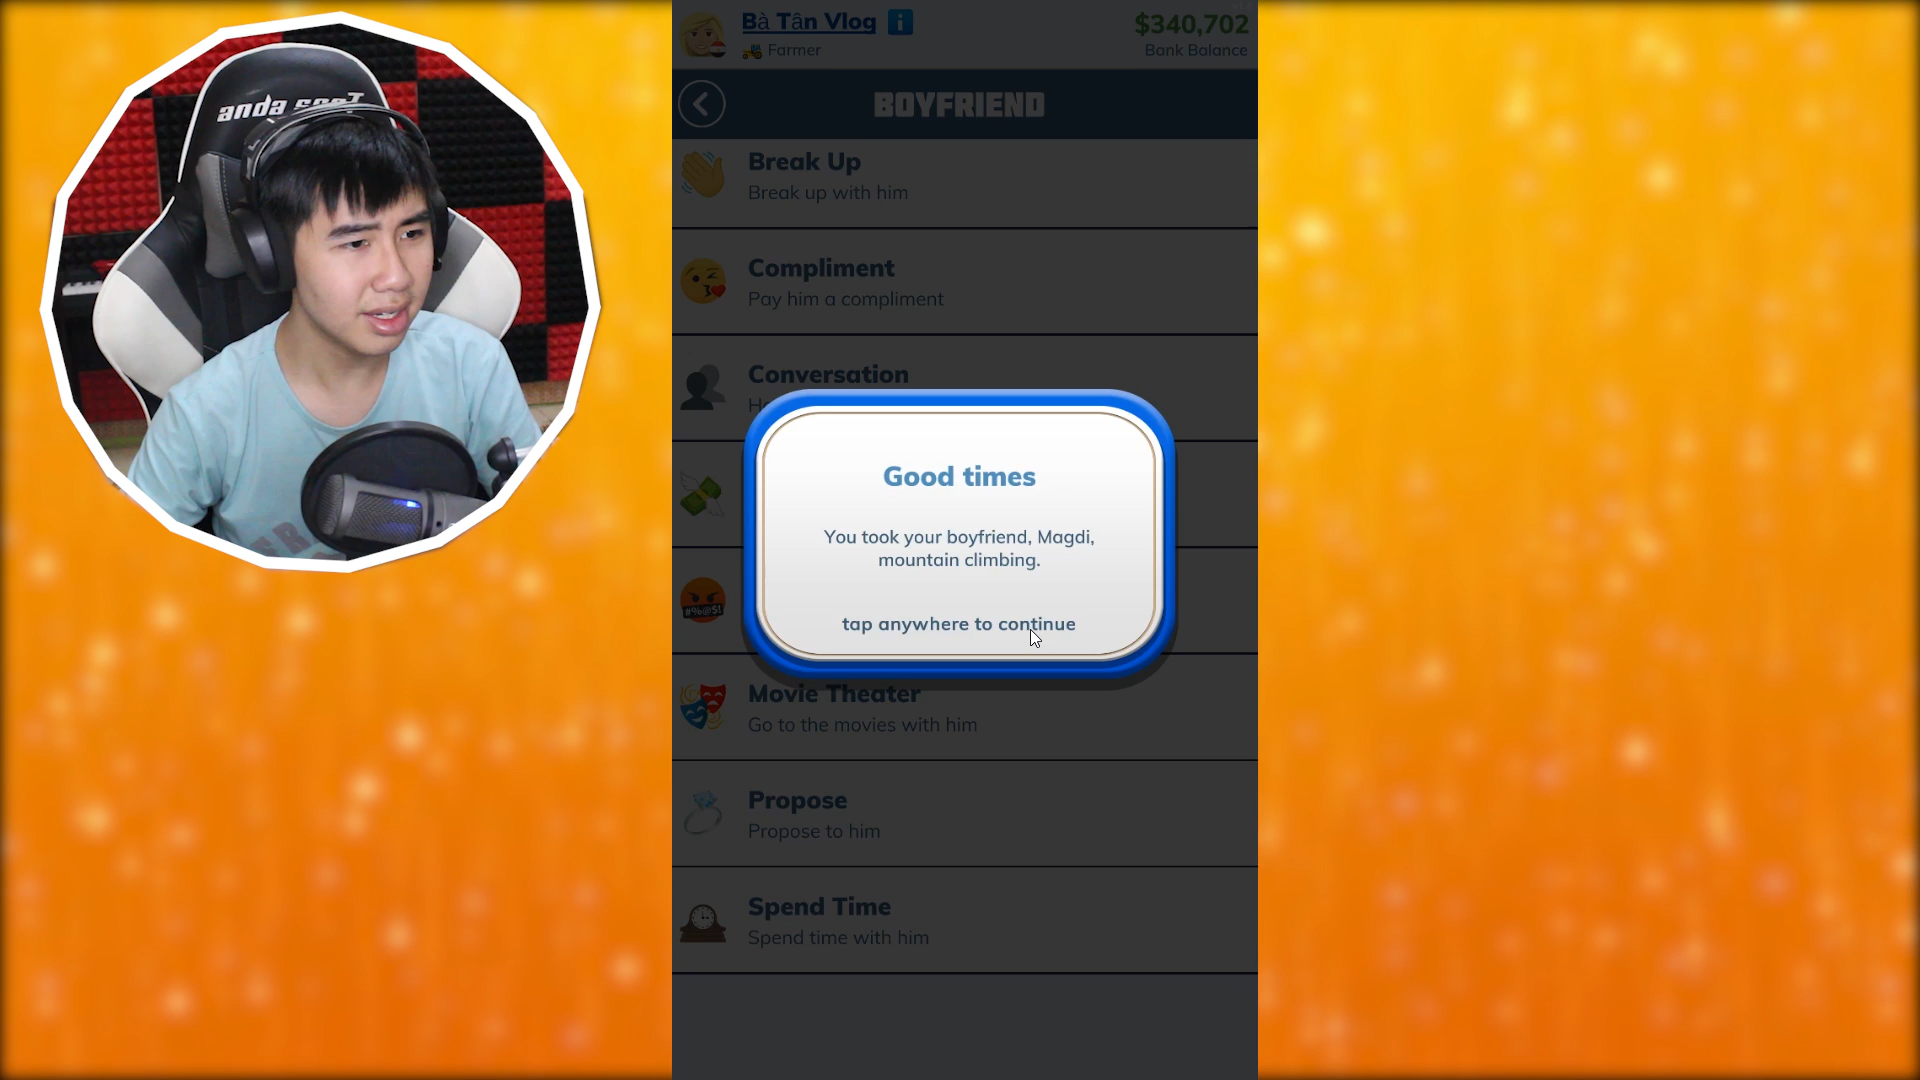 anda seaT
Bà Tân Vlog
Farmer
$340,702
Bank Balance
BOYFRIEND
Break Up
Break up with him
Compliment
Pay him a compliment
Conversation
Good times
You took your boyfriend, Magdi,
mountain climbing.
tap anywhere to continue
#%@$!
Movie Theater
Go to the movies with him
Propose
Propose to him
Spend Time
Spend time with him